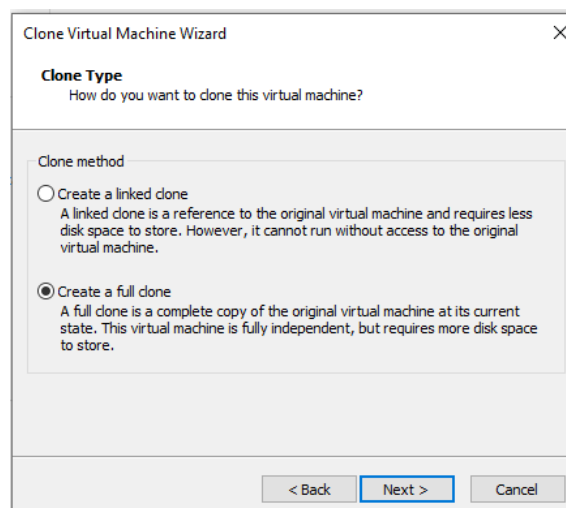 Clone Virtual Machine Wizard
Clone Type
How do you want to clone this virtual machine?
Clone method
Create a linked clone
A linked clone is a reference to the original virtual machine and requires less
disk space to store. However, it cannot run without access to the original
virtual machine.
Create a full clone
A full clone is a complete copy of the original virtual machine at its current
state. This virtual machine is fully independent, but requires more disk space
to store.
< Back Next > Cancel